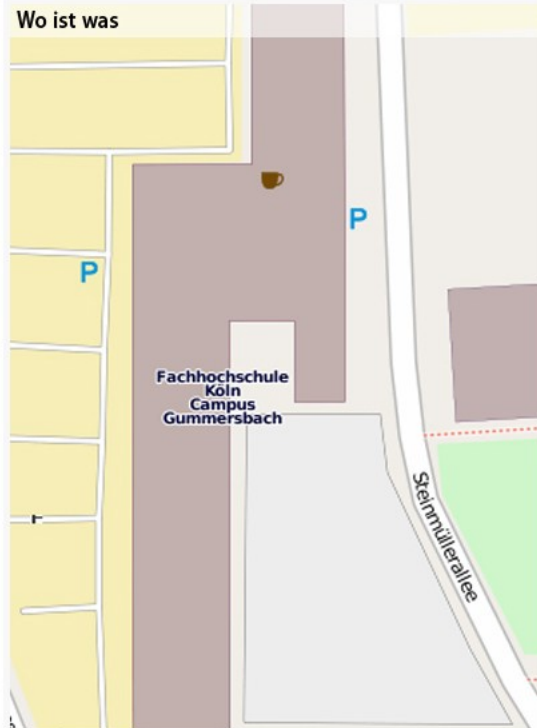 Wo ist was
P
P
Fachhochschule
Köln
Campus
Gummersbach
Steinmüllerallee